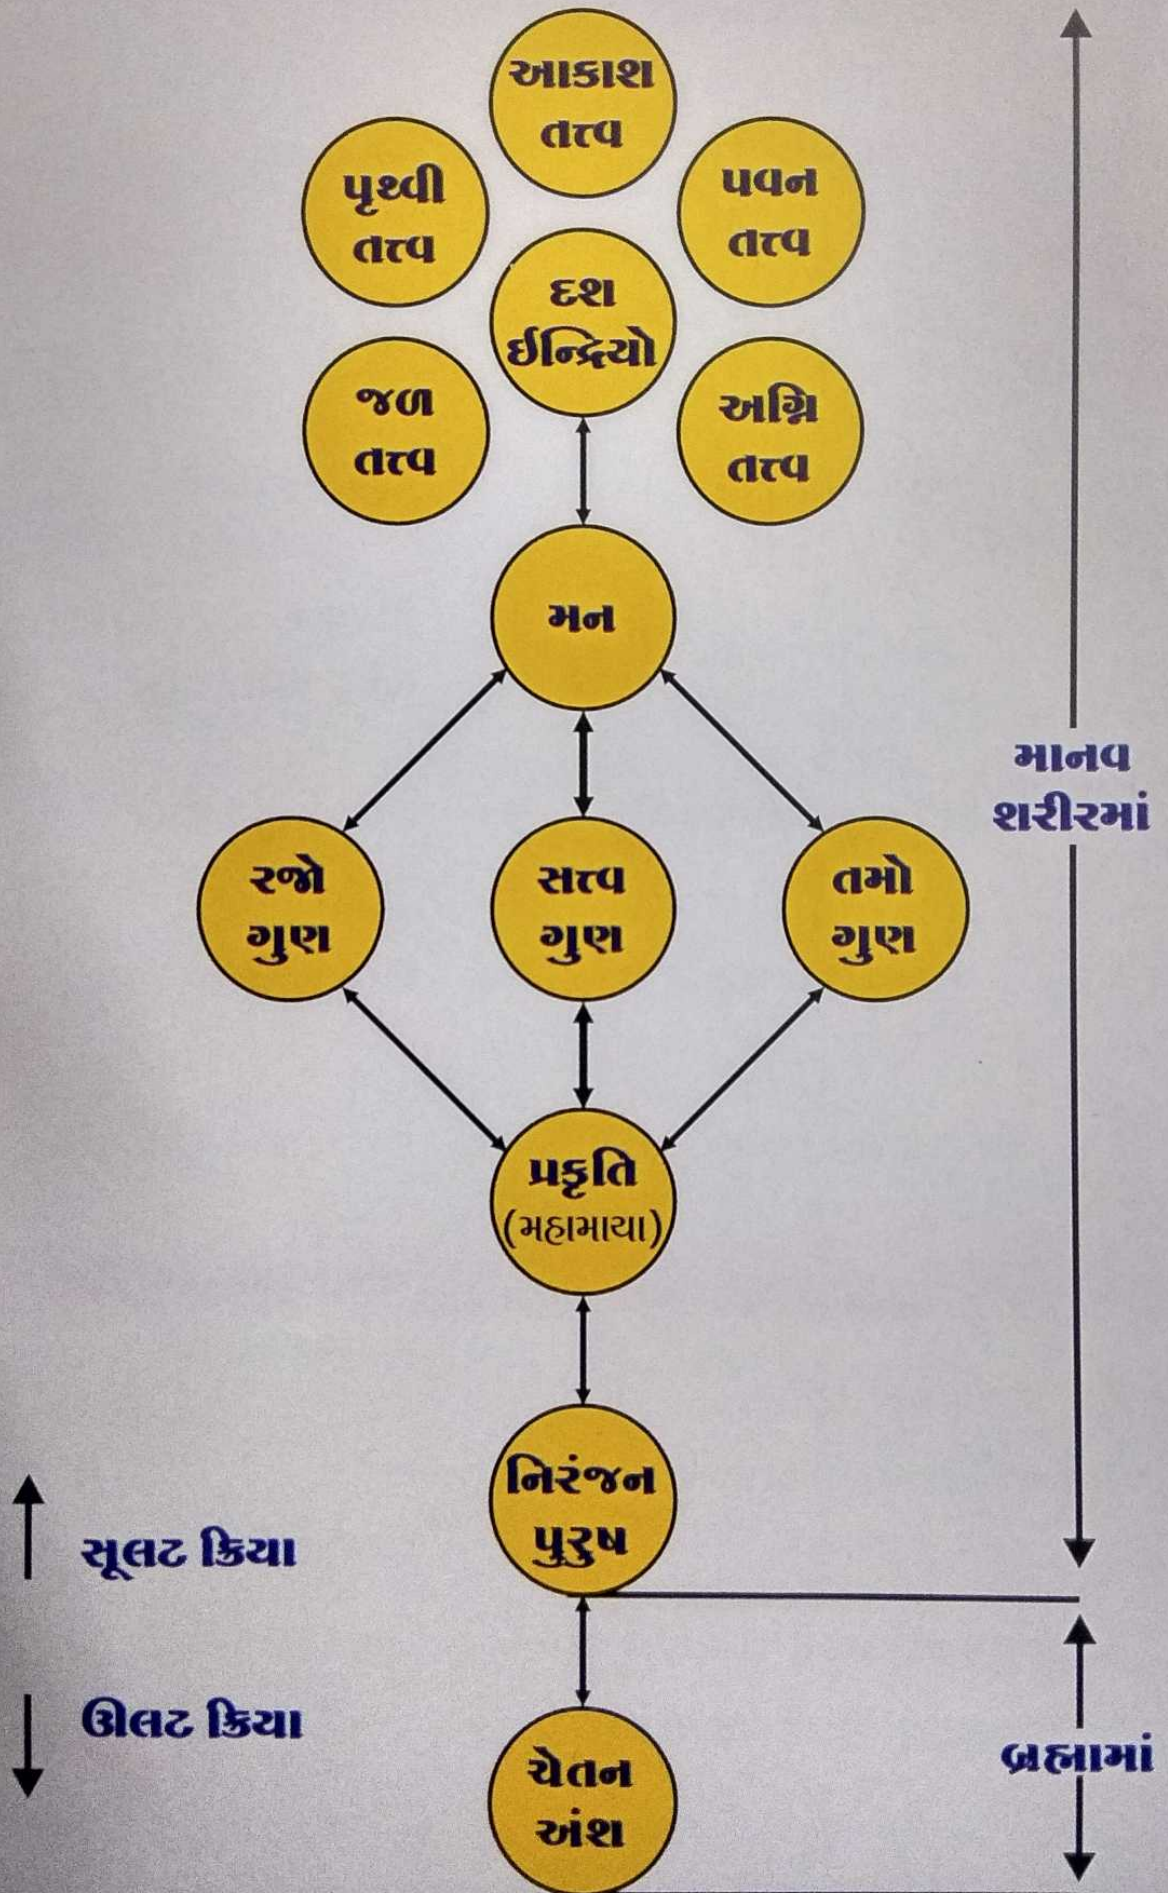 આકાશ
તત્ત્વ
પૃથ્વી
તત્ત્વ
પવન
તત્ત્વ
દશ
ઈન્દ્રિયો
જળ
તત્ત્વ
અગ્નિ
તત્ત્વ
મન
માનવ
શરીરમાં
રજો
ગુણ
સત્ત્વ
ગુણ
તમો
ગુણ
પ્રકૃતિ
(મહામાયા)
નિરંજન
પુરુષ
સૂલટ ક્રિયા
ઊલટ ક્રિયા
બ્રહ્મમાં
ચેતન
અંશ